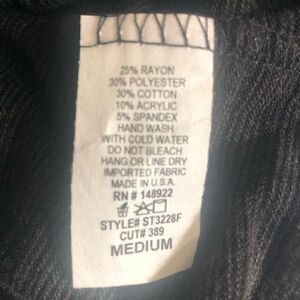 25% RAYON
30% POLYESTER
30% COTTON
10% ACRYLIC
5% SPANDEX
HAND WASH
WITH COLD WATER
DO NOT BLEACH
HANG OR LINE DRY
IMPORTED FABRIC
MADE IN U.S.A.
RN # 148922
STYLE# ST3228F
CUT# 389
MEDIUM